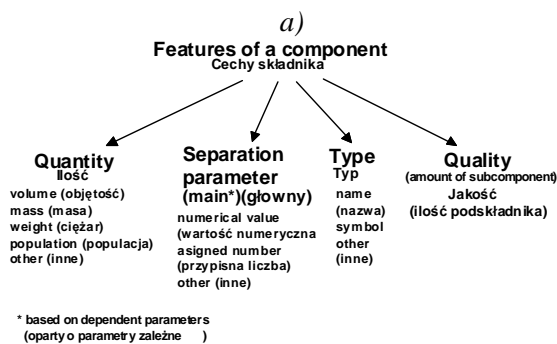 a)
Features of a component
Cechy składnika
Quantity
Ilość
volume (objętość)
mass (masa)
weight (ciężar)
population (populacja)
other (inne)
Separation
parameter
(main*)(głowny)
numerical value
(wartość numeryczna
asigned number
(przypisna liczba)
other (inne)
Type
Typ
name
(nazwa)
symbol
other
(inne)
Quality
(amount of subcomponent)
Jakość
(ilość podskładnika)
* based on dependent parameters
(oparty o parametry zależne )